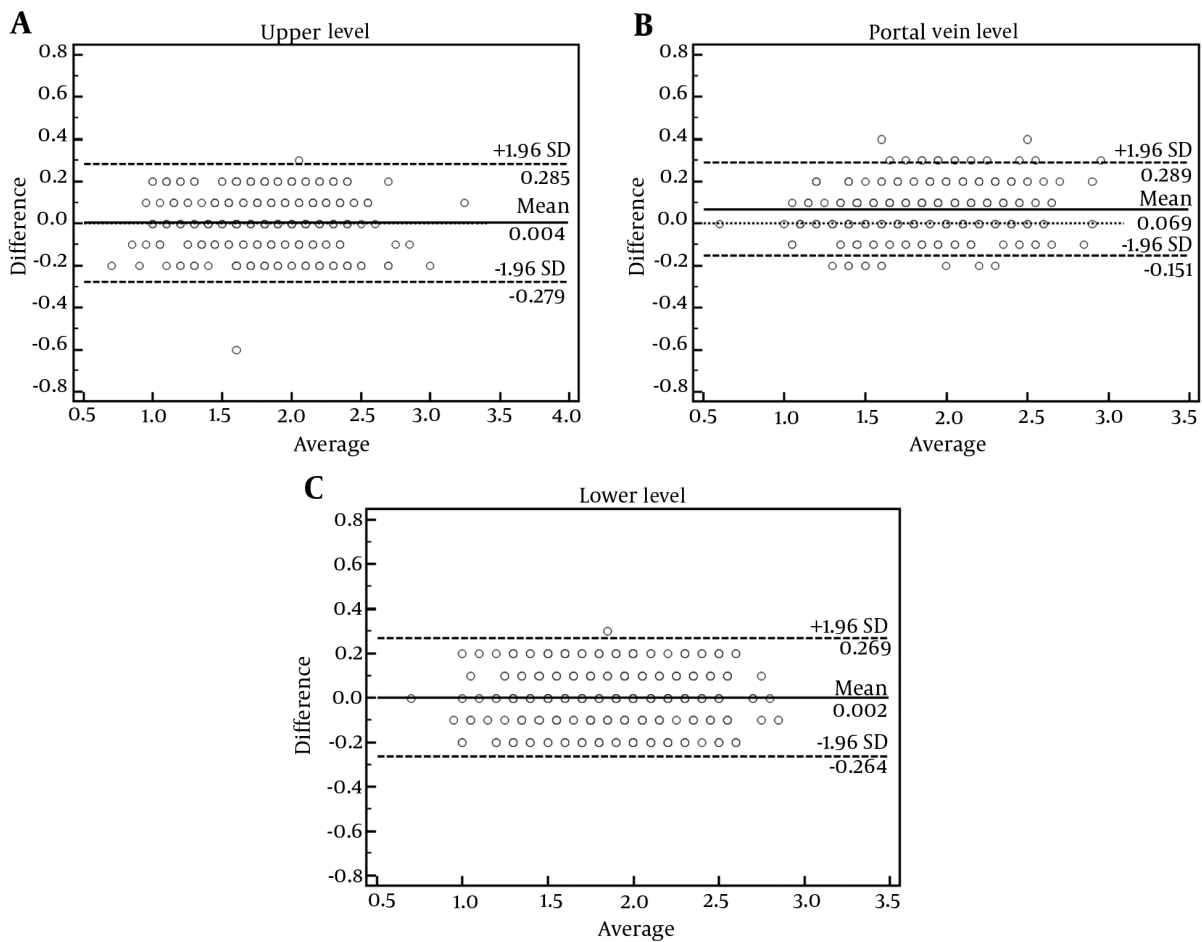 A
Upper level
0.8
0.6
0.4
0.2
0.0
-0.2
-0.4
-0.6
-0.8
Difference
+1.96 SD
0.285
Mean
0.004
-1.96 SD
-0.279
0.5 1.0 1.5 2.0 2.5 3.0 3.5 4.0
Average
B
Portal vein level
0.8
0.6
0.4
0.2
0.0
-0.2
-0.4
-0.6
-0.8
Difference
+1.96 SD
0.289
Mean
0.069
-1.96 SD
-0.151
0.5 1.0 1.5 2.0 2.5 3.0 3.5
Average
C
Lower level
0.8
0.6
0.4
0.2
0.0
-0.2
-0.4
-0.6
-0.8
Difference
+1.96 SD
0.269
Mean
0.002
-1.96 SD
-0.264
0.5 1.0 1.5 2.0 2.5 3.0 3.5
Average